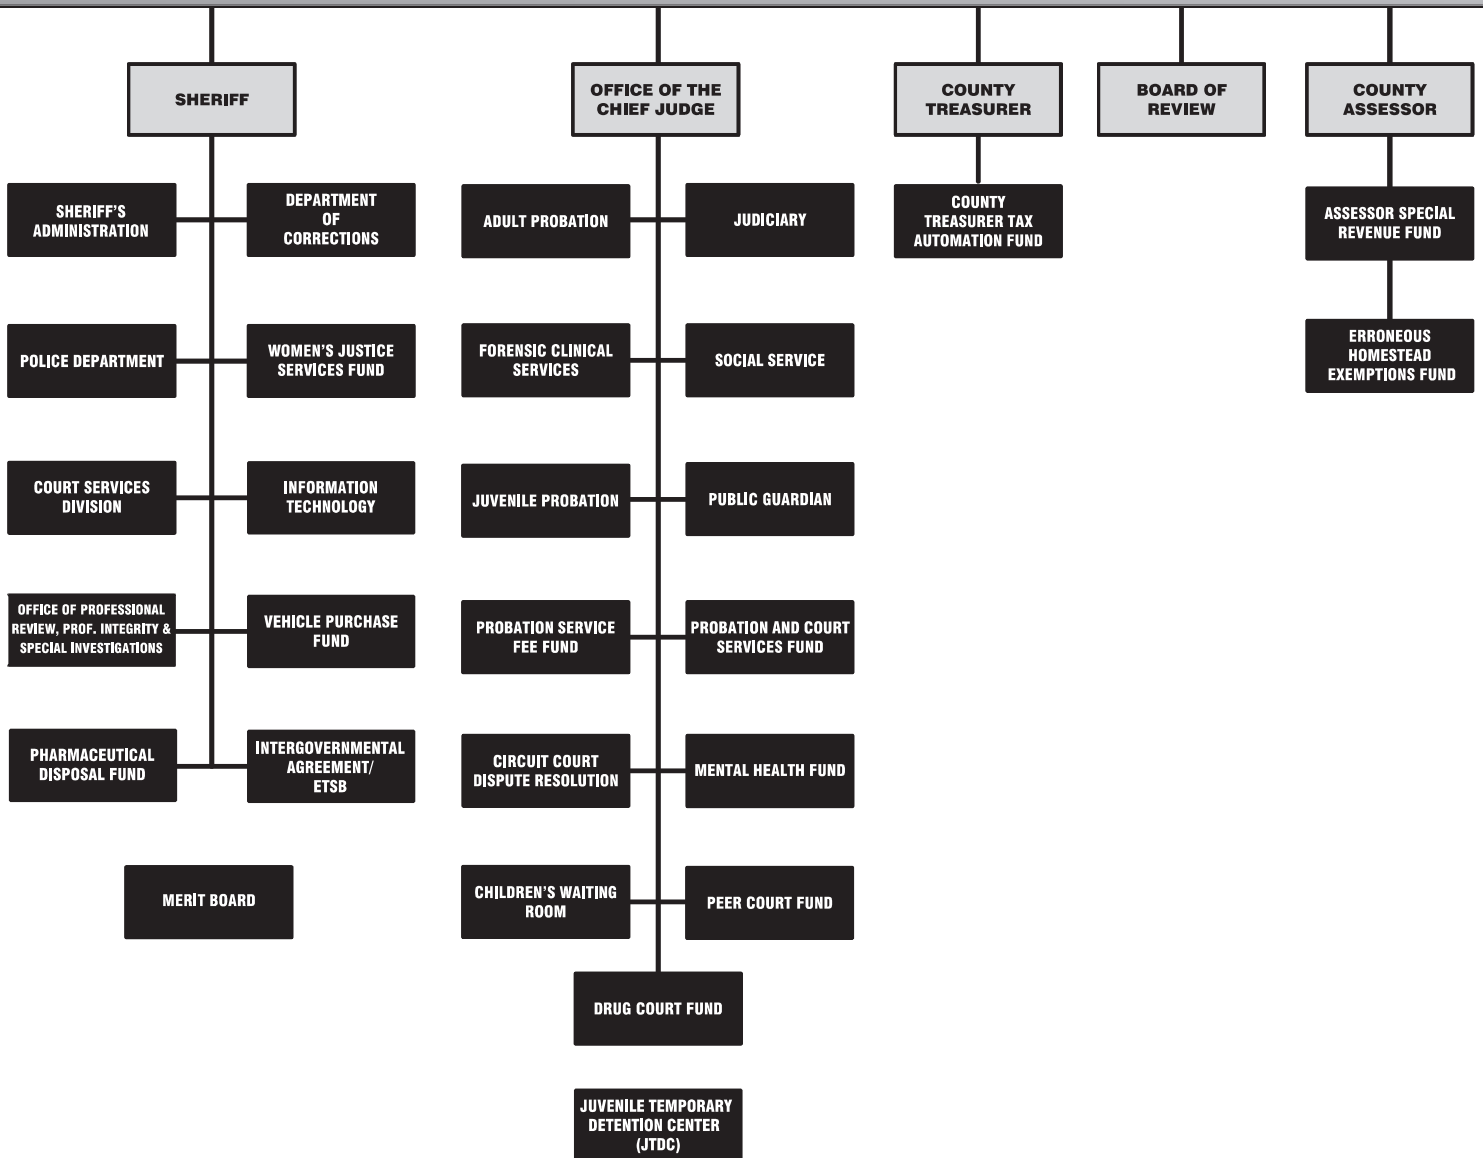 SHERIFF
OFFICE OF THE
CHIEF JUDGE
COUNTY
TREASURER
BOARD OF
REVIEW
COUNTY
ASSESSOR
SHERIFF'S
ADMINISTRATION
DEPARTMENT
OF
CORRECTIONS
POLICE DEPARTMENT
WOMEN'S JUSTICE
SERVICES FUND
COURT SERVICES
DIVISION
INFORMATION
TECHNOLOGY
OFFICE OF PROFESSIONAL
REVIEW, PROF. INTEGRITY &
SPECIAL INVESTIGATIONS
VEHICLE PURCHASE
FUND
PHARMACEUTICAL
DISPOSAL FUND
INTERGOVERNMENTAL
AGREEMENT/
ETSB
MERIT BOARD
ADULT PROBATION
JUDICIARY
FORENSIC CLINICAL
SERVICES
SOCIAL SERVICE
JUVENILE PROBATION
PUBLIC GUARDIAN
PROBATION SERVICE
FEE FUND
PROBATION AND COURT
SERVICES FUND
CIRCUIT COURT
DISPUTE RESOLUTION
MENTAL HEALTH FUND
CHILDREN'S WAITING
ROOM
PEER COURT FUND
DRUG COURT FUND
JUVENILE TEMPORARY
DETENTION CENTER
(JTDC)
COUNTY
TREASURER TAX
AUTOMATION FUND
ASSESSOR SPECIAL
REVENUE FUND
ERRONEOUS
HOMESTEAD
EXEMPTIONS FUND